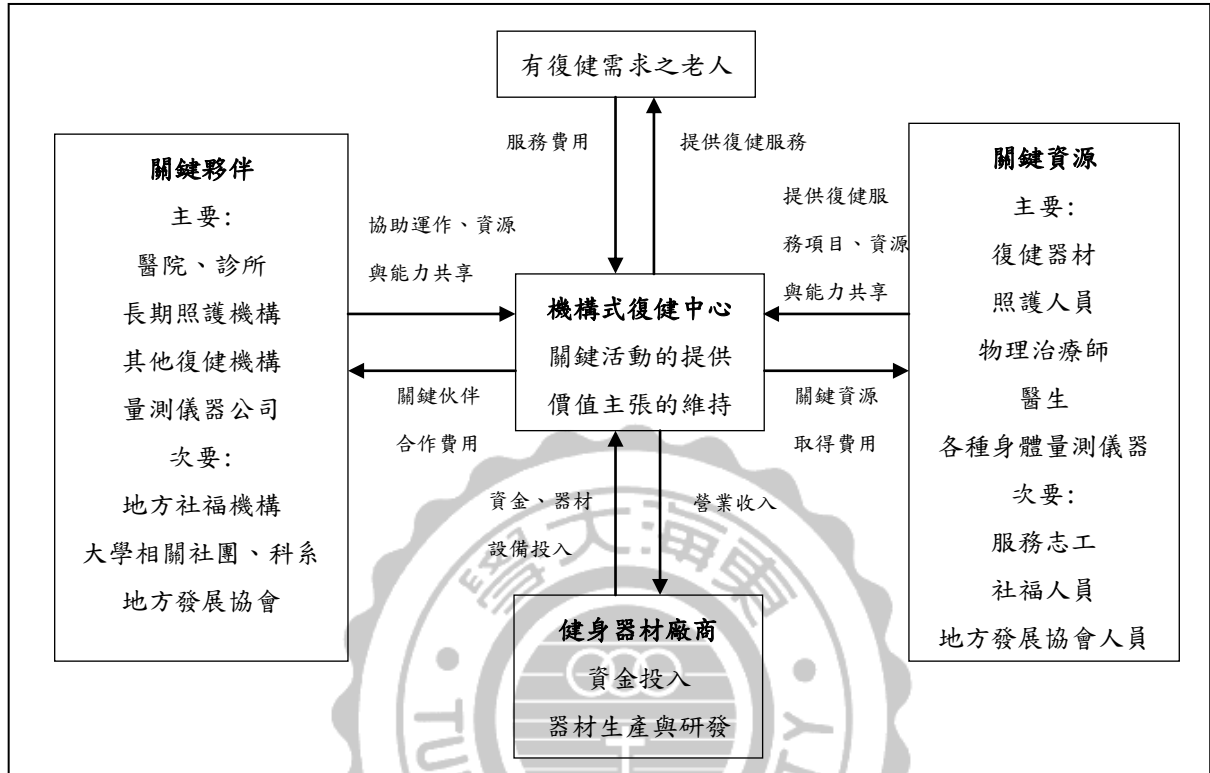 有復健需求之老人
服務費用
提供復健服務
關鍵夥伴
主要:
醫院、診所
長期照護機構
其他復健機構
量測儀器公司
次要:
地方社福機構
大學相關社團、科系
地方發展協會
協助運作、資源
與能力共享
關鍵伙伴
合作費用
機構式復健中心
關鍵活動的提供
價值主張的維持
提供復健服
務項目、資源
與能力共享
關鍵資源
取得費用
關鍵資源
主要:
復健器材
照護人員
物理治療師
醫生
各種身體量測儀器
次要:
服務志工
社福人員
地方發展協會人員
資金、器材
設備投入
營業收入
健身器材廠商
資金投入
器材生產與研發
學大海東
TU
TY